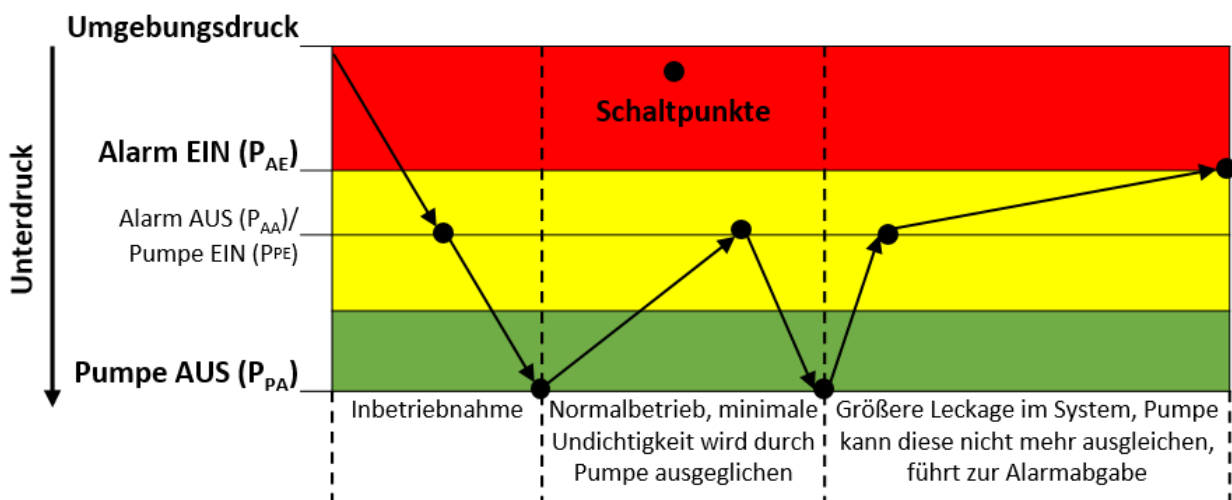 Umgebungsdruck
Schaltpunkte
Unterdruck
Alarm EIN (PAE)
Alarm AUS (PAA)/
Pumpe EIN (PPE)
Pumpe AUS (PPA)
Inbetriebnahme
Normalbetrieb, minimale
Undichtigkeit wird durch
Pumpe ausgeglichen
Größere Leckage im System, Pumpe
kann diese nicht mehr ausgleichen,
führt zur Alarmabgabe